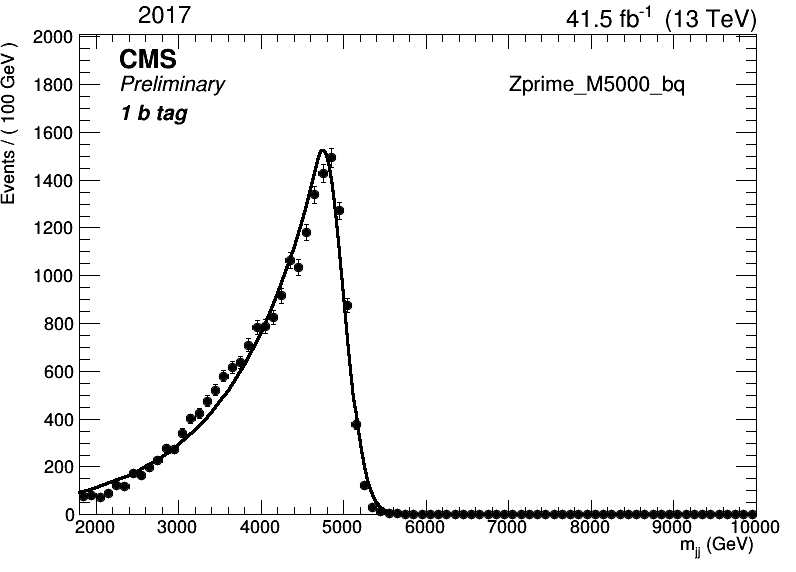 2017
41.5 fb⁻¹ (13 TeV)
CMS
Preliminary
1 b tag
Zprime_M5000_bq
Events / ( 100 GeV )
2000
1800
1600
1400
1200
1000
800
600
400
200
0
2000 3000 4000 5000 6000 7000 8000 9000 10000
m_jj (GeV)